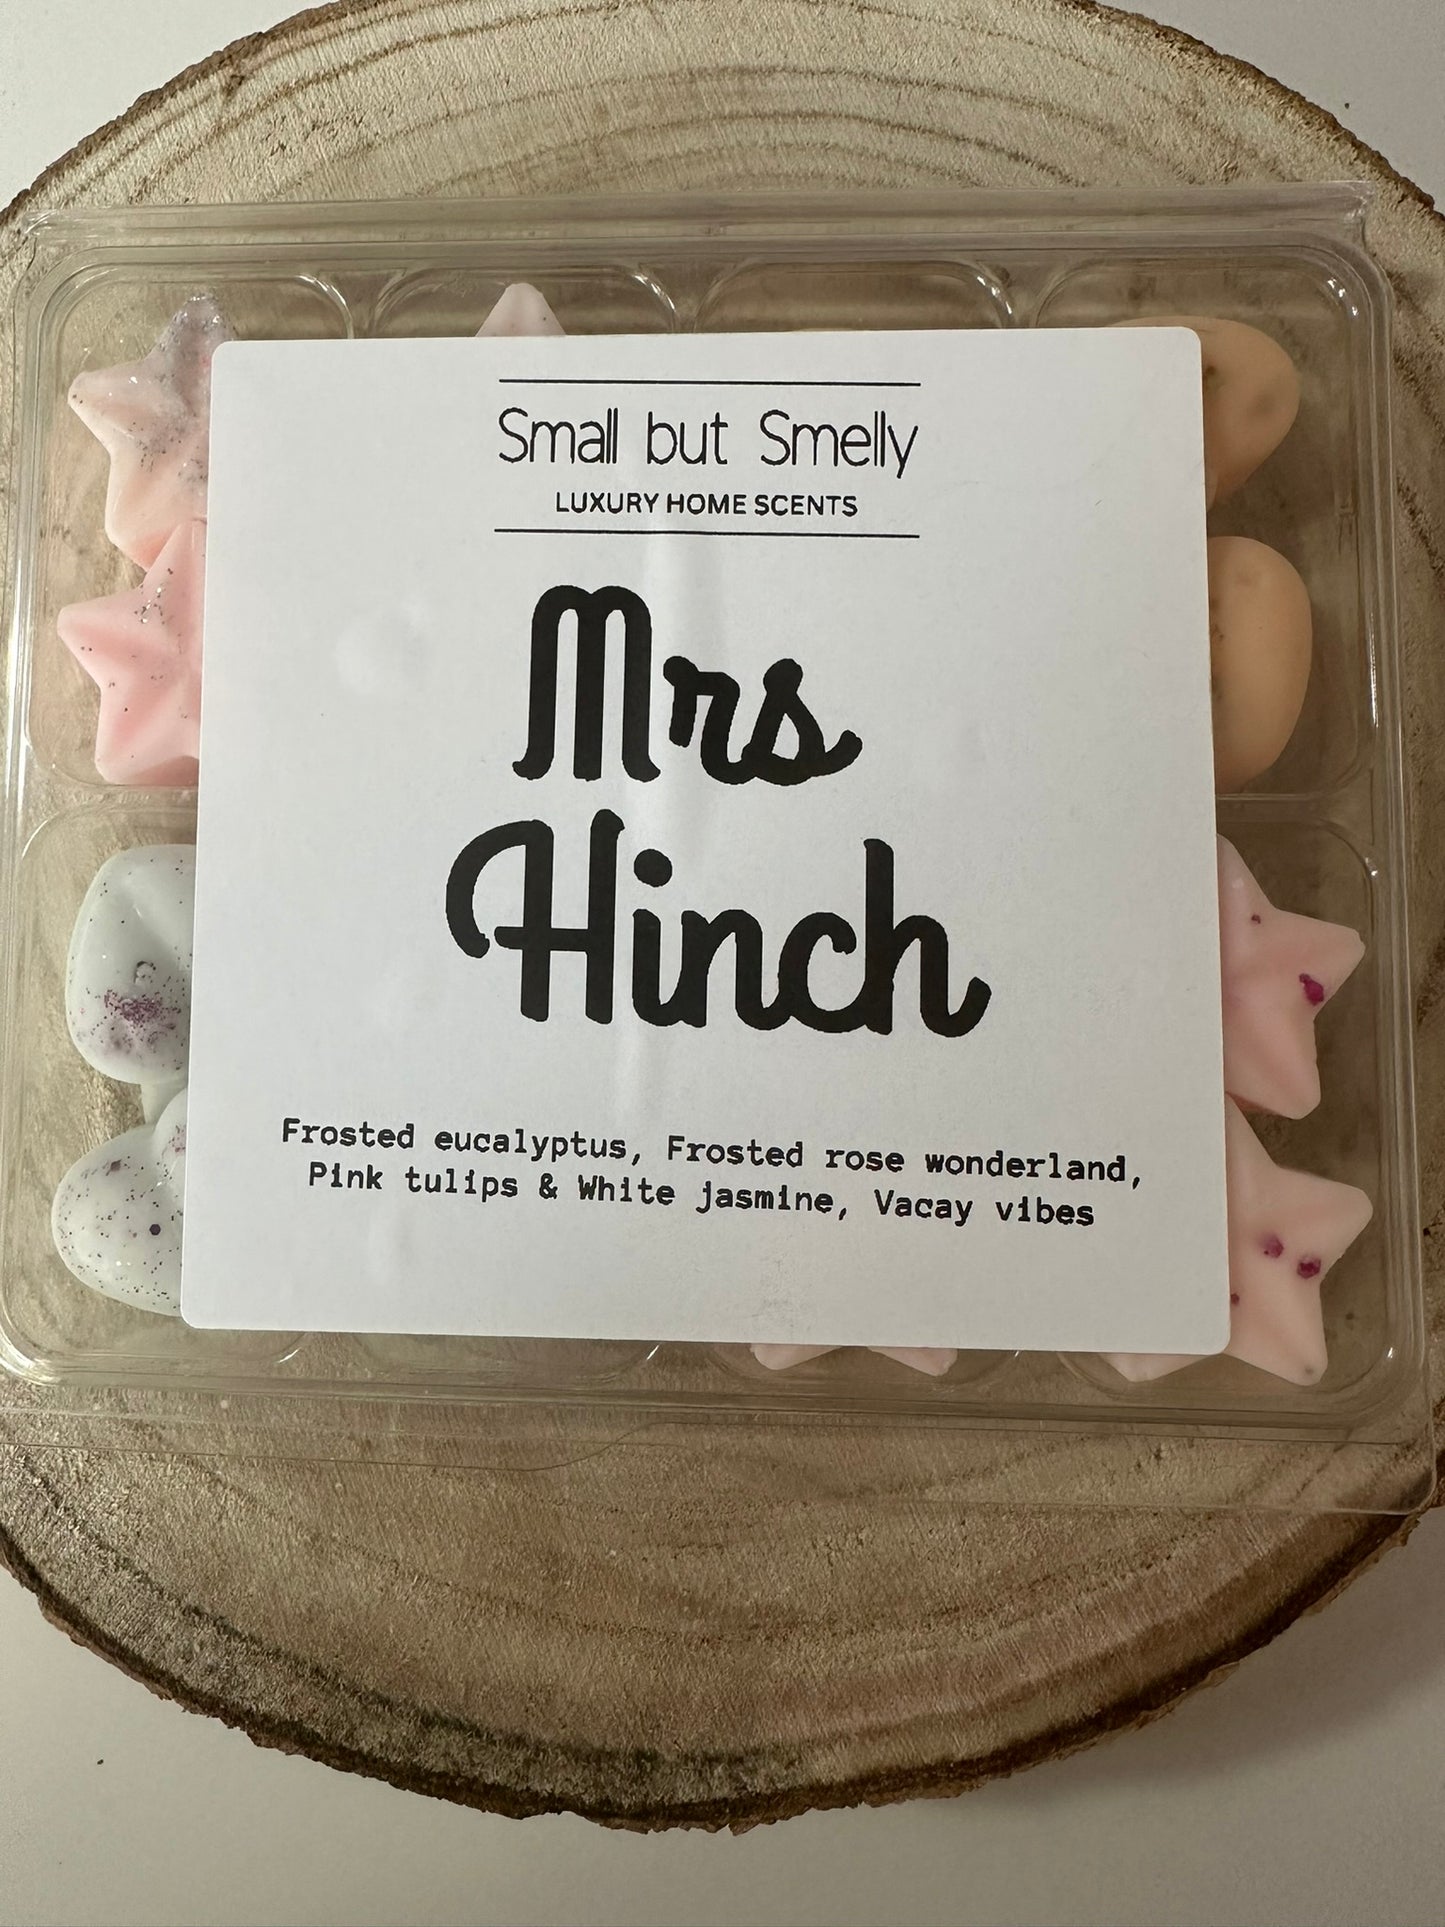 Small but Smelly
LUXURY HOME SCENTS
Mrs
Hinch
Frosted eucalyptus, Frosted rose wonderland,
Pink tulips & White jasmine, Vacay vibes